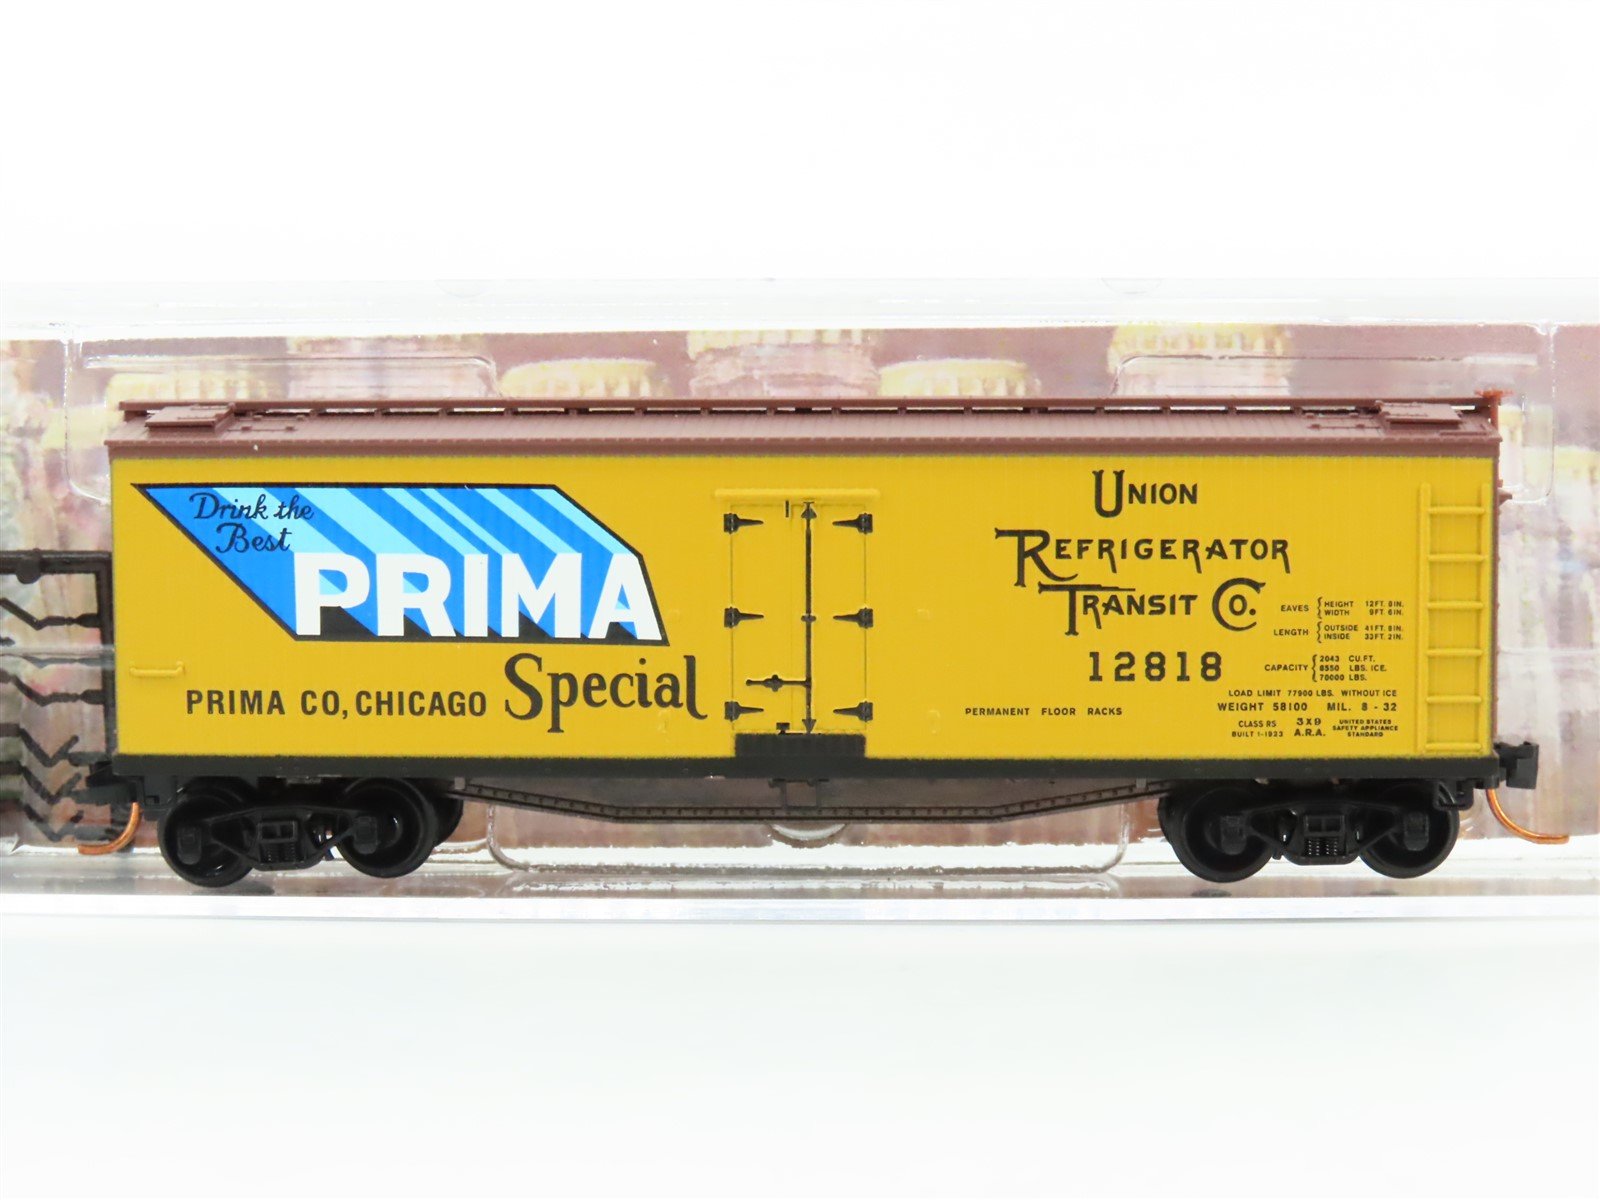 Drink the
Best
PRIMA
Special
PRIMA CO, CHICAGO
UNION
REFRIGERATOR
TRANSIT CO.
12818
PERMANENT FLOOR RACKS
EAVES { HEIGHT 12FT. 8IN.
WIDTH 9FT. 6IN.
LENGTH { OUTSIDE 41FT. 8IN.
INSIDE 33FT. 2IN.
CAPACITY { 2043 CU.FT.
8550 LBS. ICE.
70000 LBS.
LOAD LIMIT 77900 LBS. WITHOUT ICE
WEIGHT 58100 MIL. 8 - 32
CLASS RS 3X9 UNITED STATES
BUILT 1-1923 A.R.A. SAFETY APPLIANCE
STANDARD